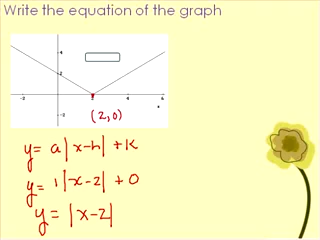 Write the equation of the graph
4
2
-2 2 4 6
x
-2
(2,0)
y = a|x-h| + k
y = 1|x-2| + 0
y = |x-2|